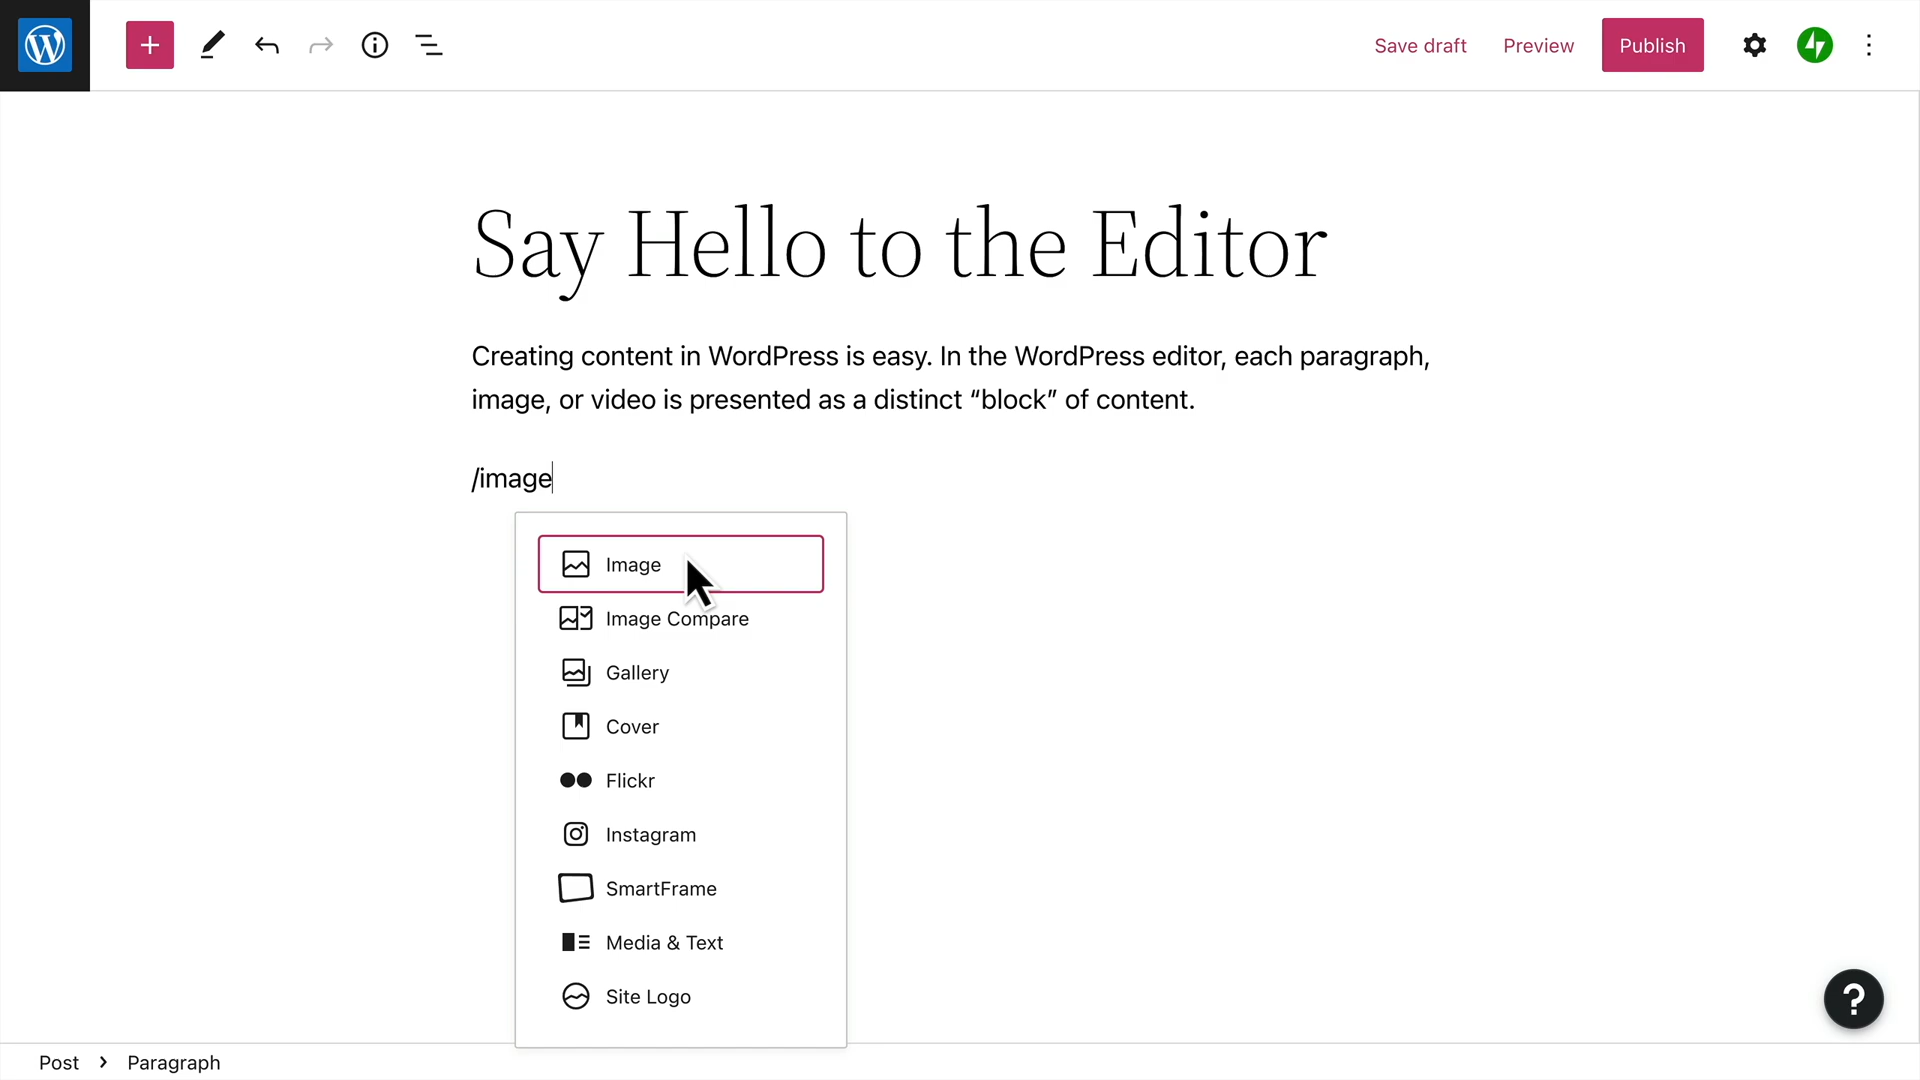 Save draft Preview Publish
Say Hello to the Editor
Creating content in WordPress is easy. In the WordPress editor, each paragraph,
image, or video is presented as a distinct “block” of content.
/image
Image
Image Compare
Gallery
Cover
Flickr
Instagram
SmartFrame
Media & Text
Site Logo
?
Post > Paragraph